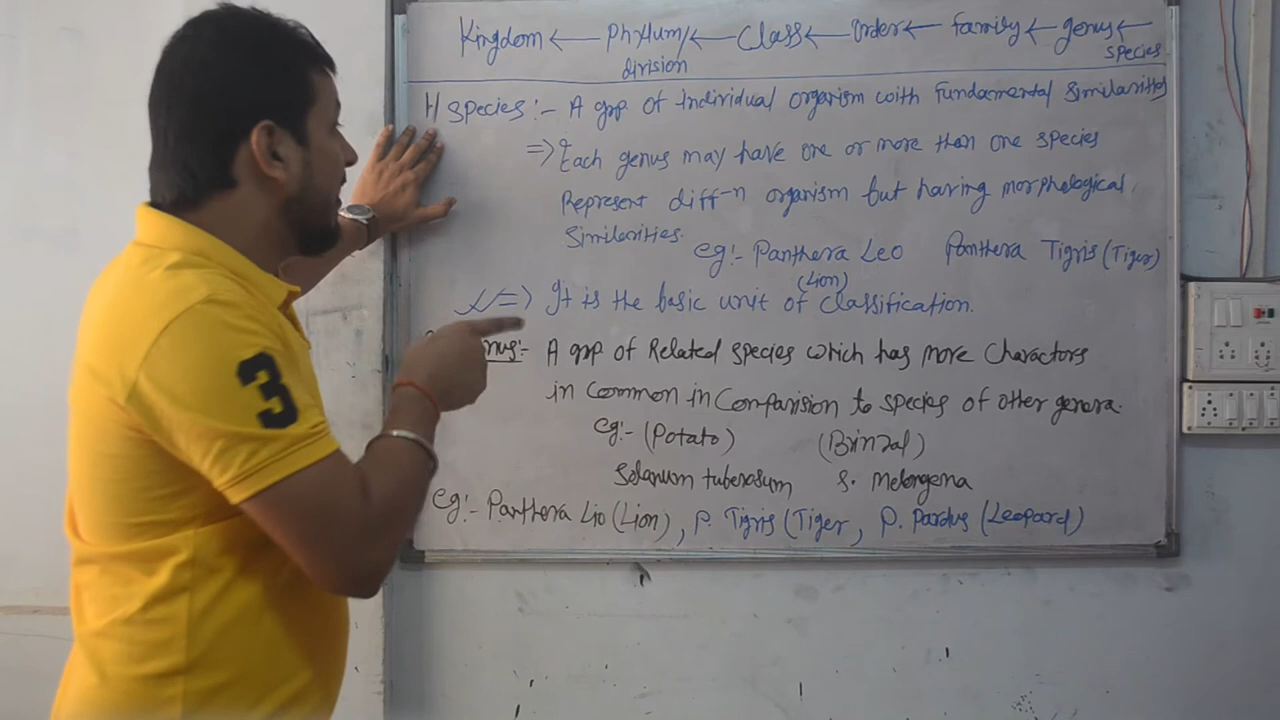 Kingdom ← Phylum/ ← Class ← Order ← family ← genus ←
division
species
1/ Species :- A grp of individual organism with fundamental similarities
=> Each genus may have one or more than one species
Represent diff-n organism but having morphological
Similarities.
eg:- Panthera Leo Panthera Tigris (Tiger)
(Lion)
=> It is the basic unit of classification.
nus:- A grp of Related species which has more Charactors
in Common in Comparision to species of other genera.
eg:- (Potato) (Brinjal)
Solanum tuberosum S. Melongena
eg:- Panthera Lio (Lion), P. Tigris (Tiger, P. Pardus (Leopard)
3